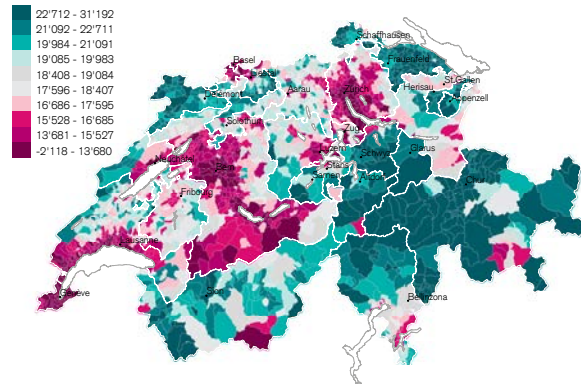 22'712 - 31'192
21'092 - 22'711
19'984 - 21'091
19'085 - 19'983
18'408 - 19'084
17'596 - 18'407
16'686 - 17'595
15'528 - 16'685
13'681 - 15'527
-2'118 - 13'680
Schaffhausen
Basel
Liestal
Frauenfeld
Delémont
Aarau
Zürich
St.Gallen
Herisau
Appenzell
Solothurn
Zug
Neuchâtel
Luzern
Schwyz
Glarus
Bern
Stans
Sarnen
Altdorf
Chur
Fribourg
Lausanne
Sion
Genève
Bellinzona